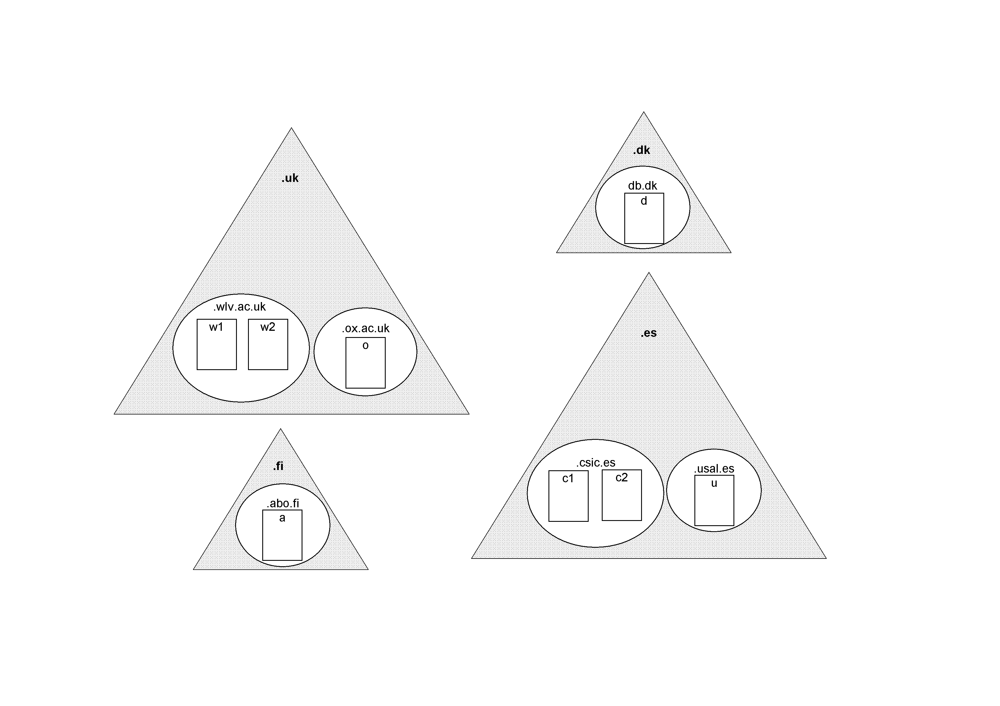 .uk
.wlv.ac.uk
w1
w2
.ox.ac.uk
o
.dk
db.dk
d
.fi
.abo.fi
a
.es
.csic.es
c1
c2
.usal.es
u